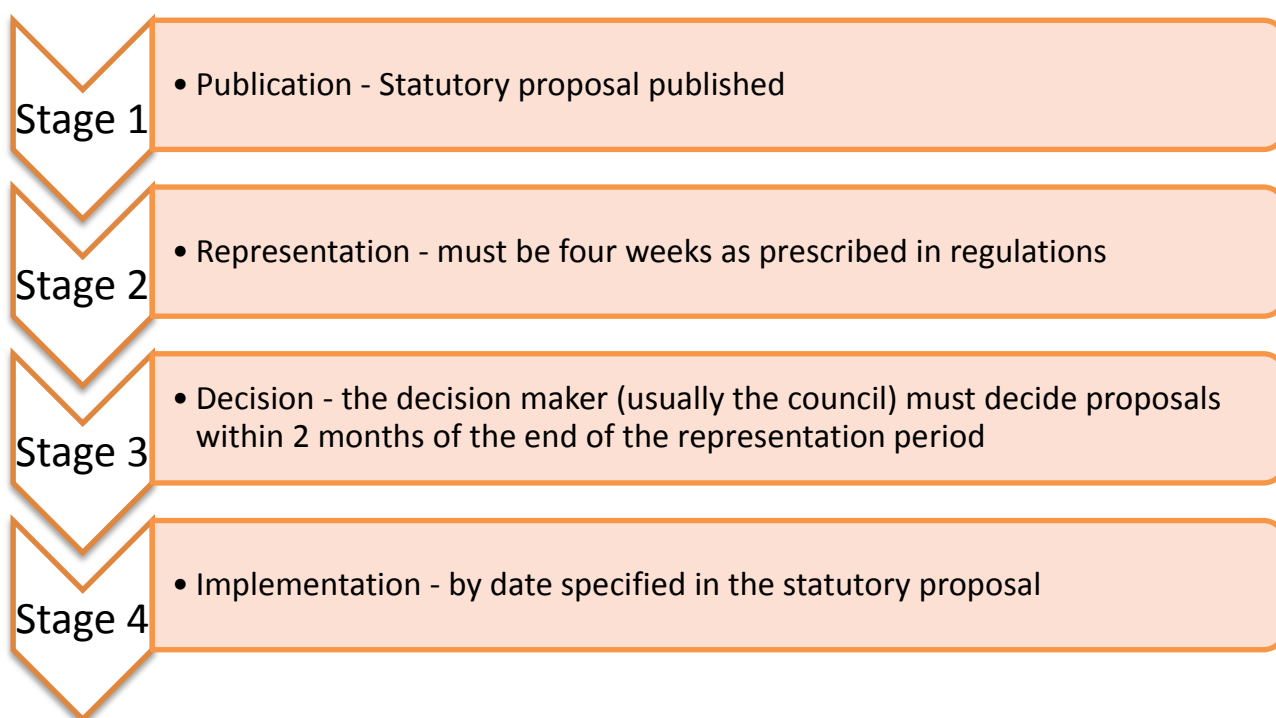 Stage 1
• Publication - Statutory proposal published
Stage 2
• Representation - must be four weeks as prescribed in regulations
Stage 3
• Decision - the decision maker (usually the council) must decide proposals
within 2 months of the end of the representation period
Stage 4
• Implementation - by date specified in the statutory proposal